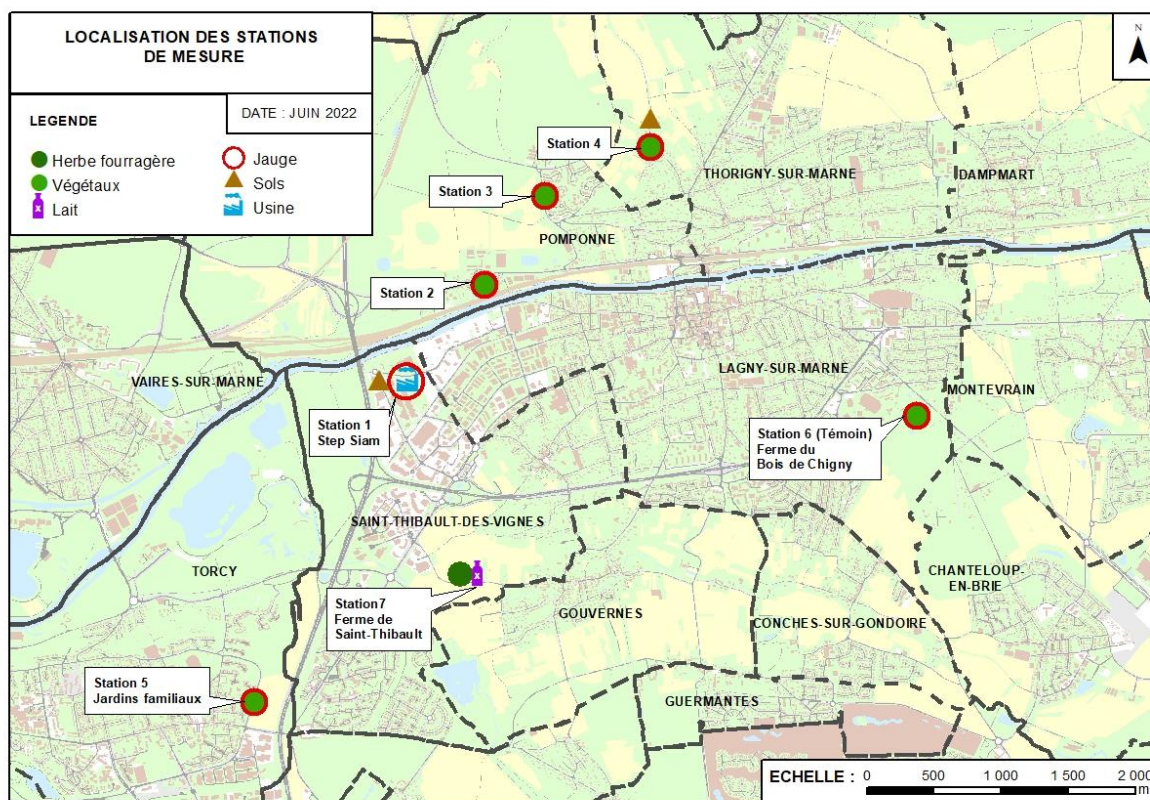 LOCALISATION DES STATIONS
DE MESURE
DATE : JUIN 2022
LEGENDE
Herbe fourragère
Végétaux
Lait
Jauge
Sols
Usine
N
Station 4
THORIGNY-SUR-MARNE
DAMPMART
Station 3
POMPONNE
Station 2
VAIRES-SUR-MARNE
LAGNY-SUR-MARNE
MONTEVRAIN
Station 1
Step Siam
Station 6 (Témoin)
Ferme du
Bois de Chigny
SAINT-THIBAULT-DES-VIGNES
TORCY
CHANTELOUP-
EN-BRIE
Station7
Ferme de
Saint-Thibault
GOUVERNES
CONCHES-SUR-GONDOIRE
Station 5
Jardins familiaux
GUERMANTES
ECHELLE : 0 500 1 000 1 500 2 000
m